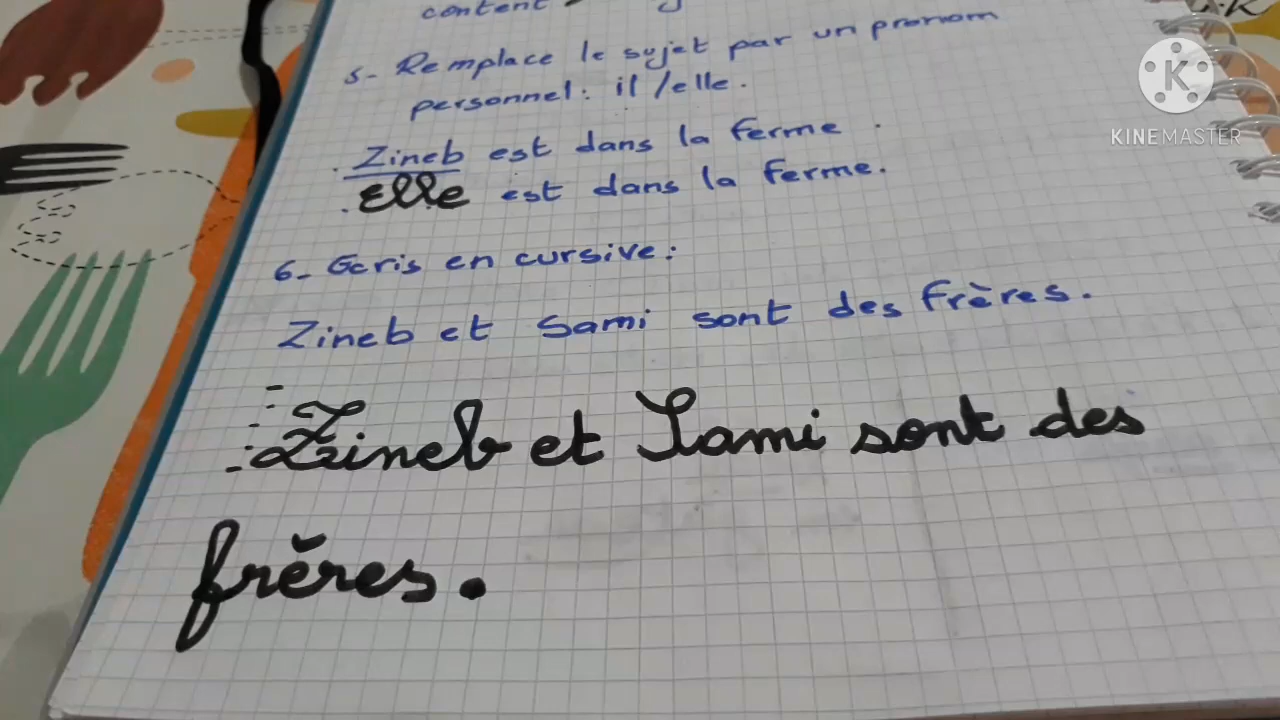 content
5- Remplace le sujet par un pronom
personnel: il /elle.
. Zineb est dans la ferme.
. Elle est dans la ferme.
6- Ecris en cursive:
Zineb et Sami sont des frères.
Zineb et Sami sont des
frères.
KINEMASTER